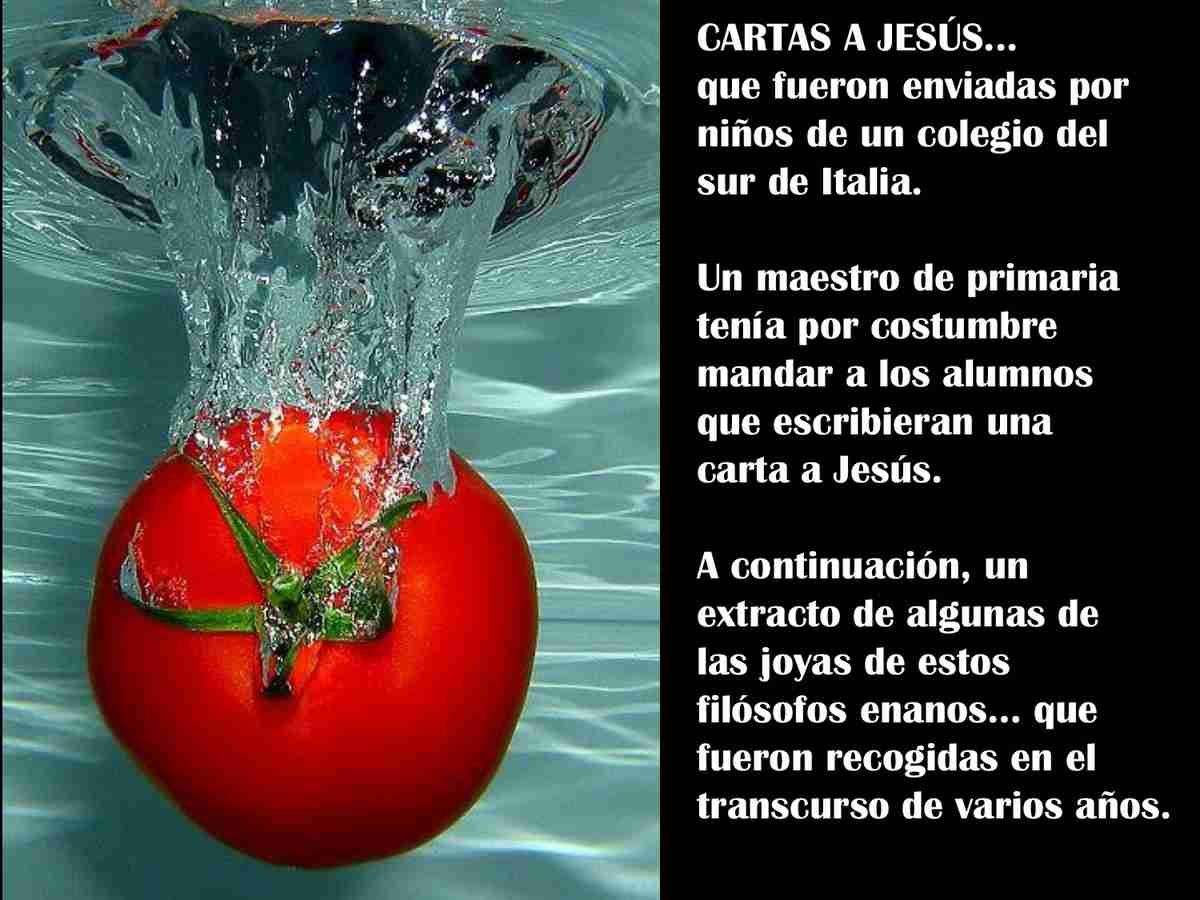 CARTAS A JESÚS...
que fueron enviadas por
niños de un colegio del
sur de Italia.
Un maestro de primaria
tenía por costumbre
mandar a los alumnos
que escribieran una
carta a Jesús.
A continuación, un
extracto de algunas de
las joyas de estos
filósofos enanos... que
fueron recogidas en el
transcurso de varios años.